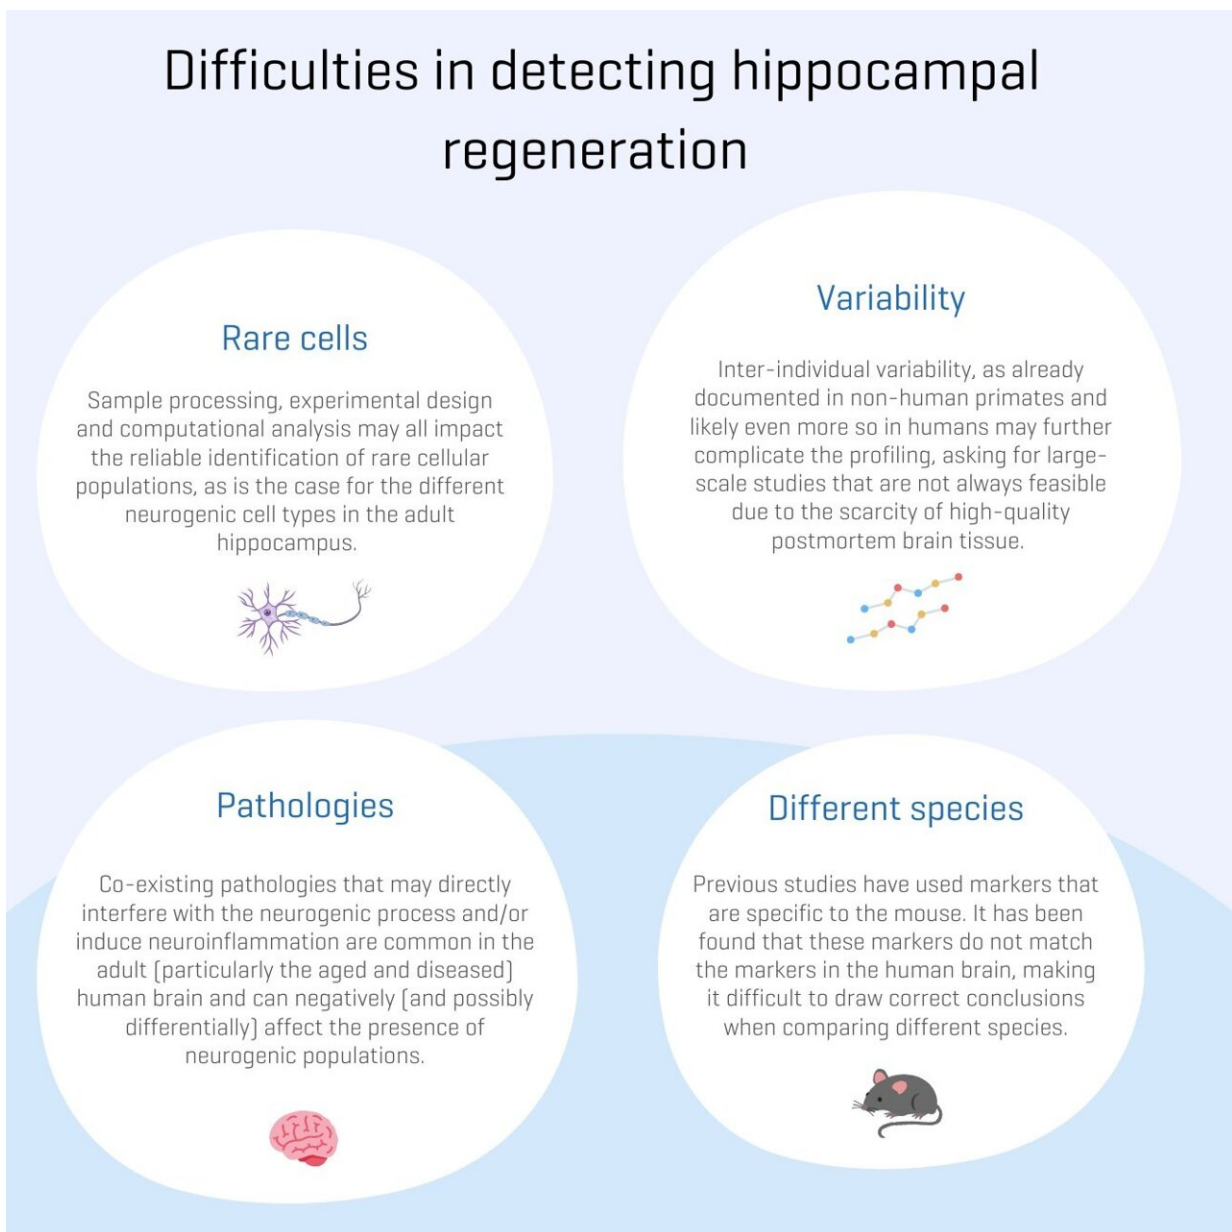 Difficulties in detecting hippocampal
regeneration
Rare cells
Sample processing, experimental design
and computational analysis may all impact
the reliable identification of rare cellular
populations, as is the case for the different
neurogenic cell types in the adult
hippocampus.
Variability
Inter-individual variability, as already
documented in non-human primates and
likely even more so in humans may further
complicate the profiling, asking for large-
scale studies that are not always feasible
due to the scarcity of high-quality
postmortem brain tissue.
Pathologies
Co-existing pathologies that may directly
interfere with the neurogenic process and/or
induce neuroinflammation are common in the
adult (particularly the aged and diseased)
human brain and can negatively (and possibly
differentially) affect the presence of
neurogenic populations.
Different species
Previous studies have used markers that
are specific to the mouse. It has been
found that these markers do not match
the markers in the human brain, making
it difficult to draw correct conclusions
when comparing different species.